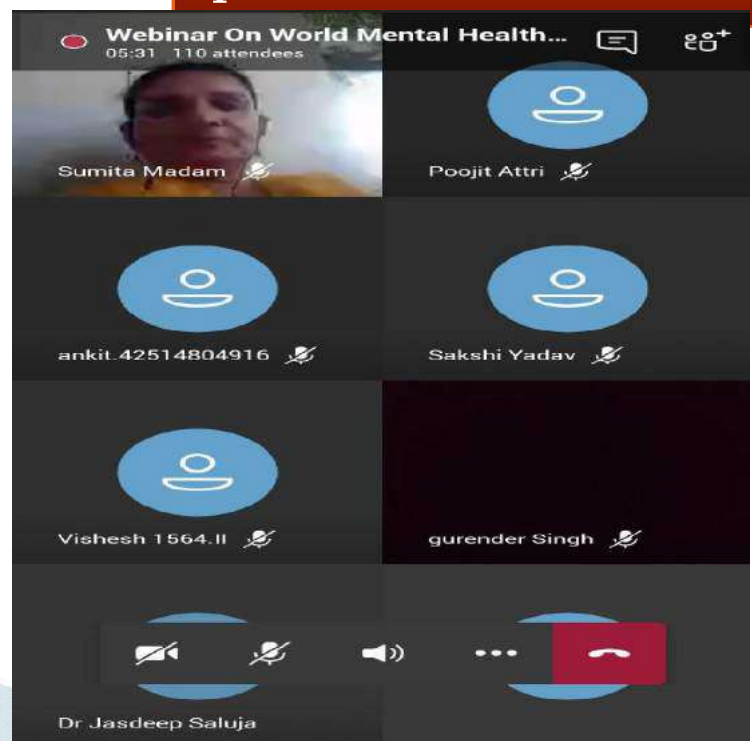 Webinar On World Mental Health...
05:31 110 attendees
Sumita Madam
Poojit Attri
ankit.42514804916
Sakshi Yadav
Vishesh 1564.II
gurender Singh
Dr Jasdeep Saluja